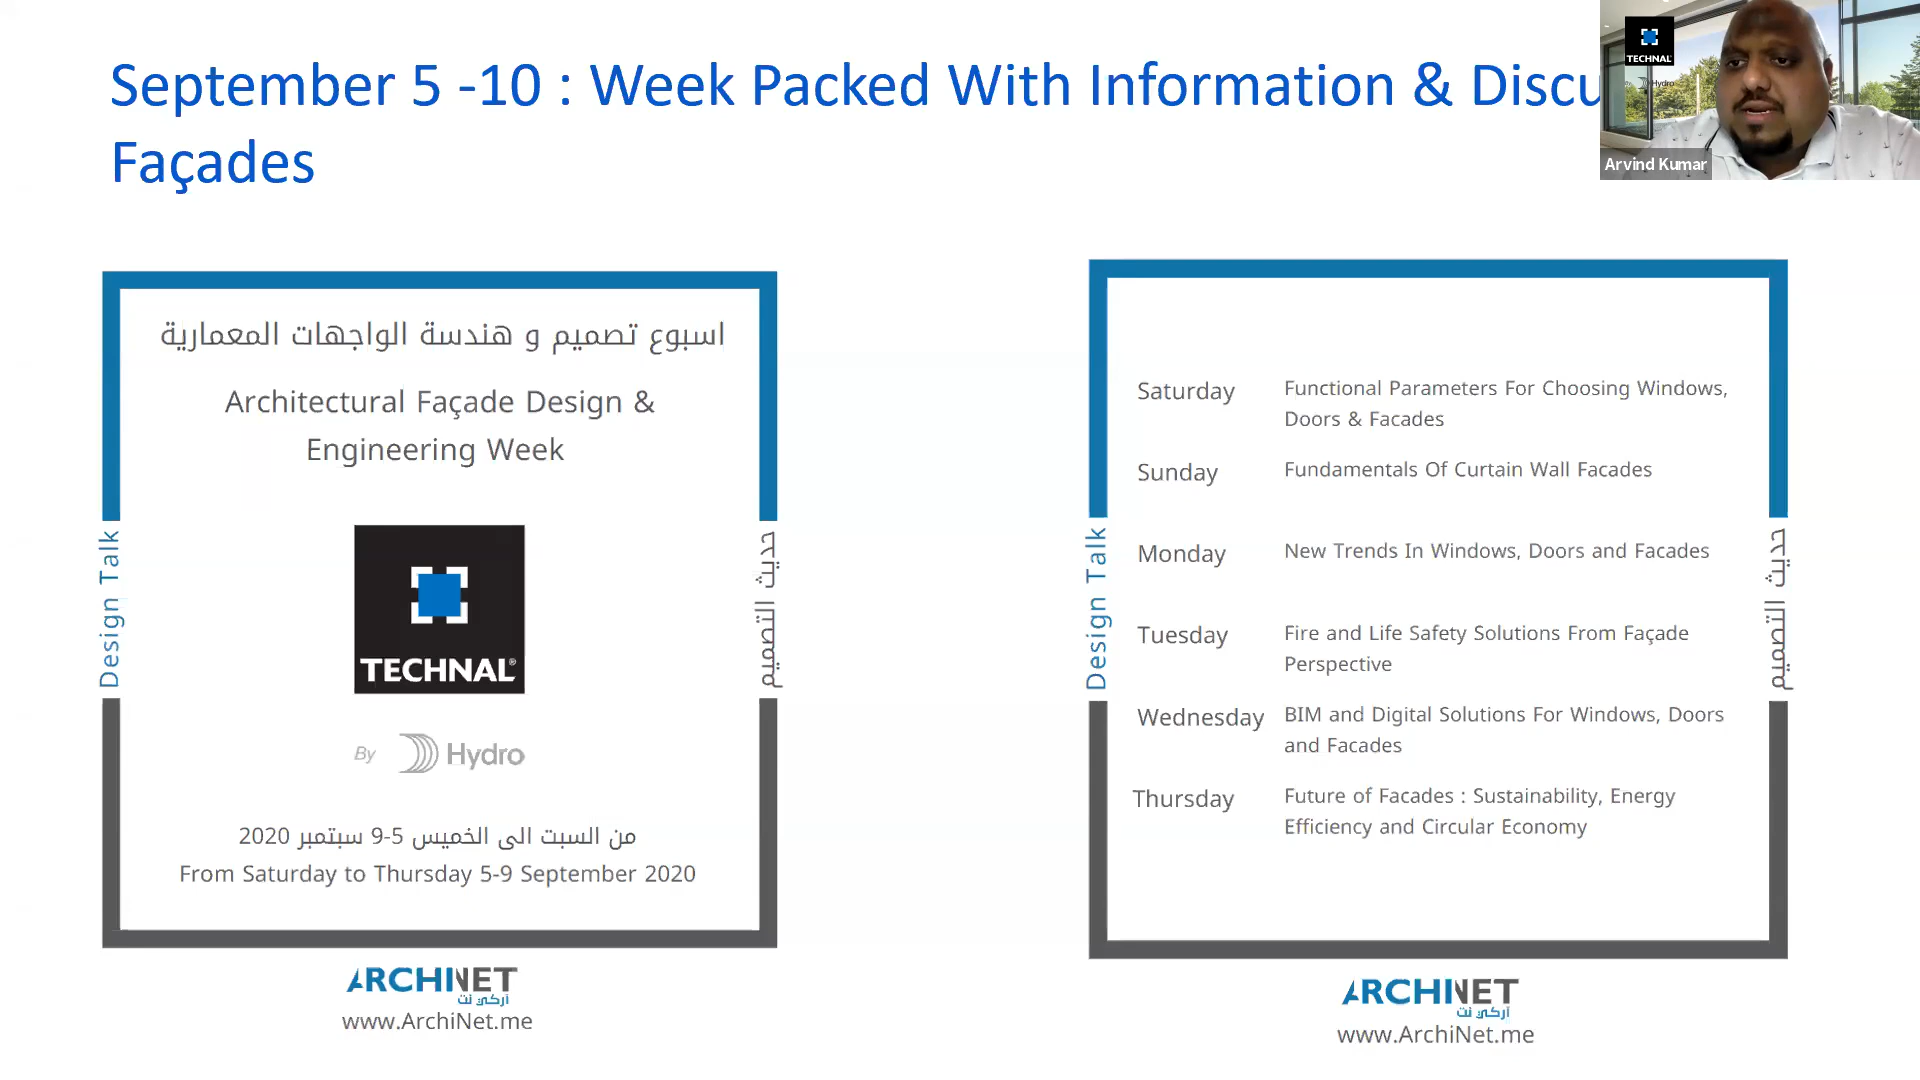 September 5 -10 : Week Packed With Information &
Façades
TECHNAL
Hydro
Arvind Kumar
اسبوع تصميم و هندسة الواجهات المعمارية
Architectural Façade Design &
Engineering Week
Design Talk
حديث التصميم
TECHNAL®
By Hydro
من السبت الى الخميس 5-9 سبتمبر 2020
From Saturday to Thursday 5-9 September 2020
ARCHINET
آركي نت
www.ArchiNet.me
Saturday Functional Parameters For Choosing Windows,
Doors & Facades
Sunday Fundamentals Of Curtain Wall Facades
Monday New Trends In Windows, Doors and Facades
Design Talk
حديث التصميم
Tuesday Fire and Life Safety Solutions From Façade
Perspective
Wednesday BIM and Digital Solutions For Windows, Doors
and Facades
Thursday Future of Facades : Sustainability, Energy
Efficiency and Circular Economy
ARCHINET
آركي نت
www.ArchiNet.me